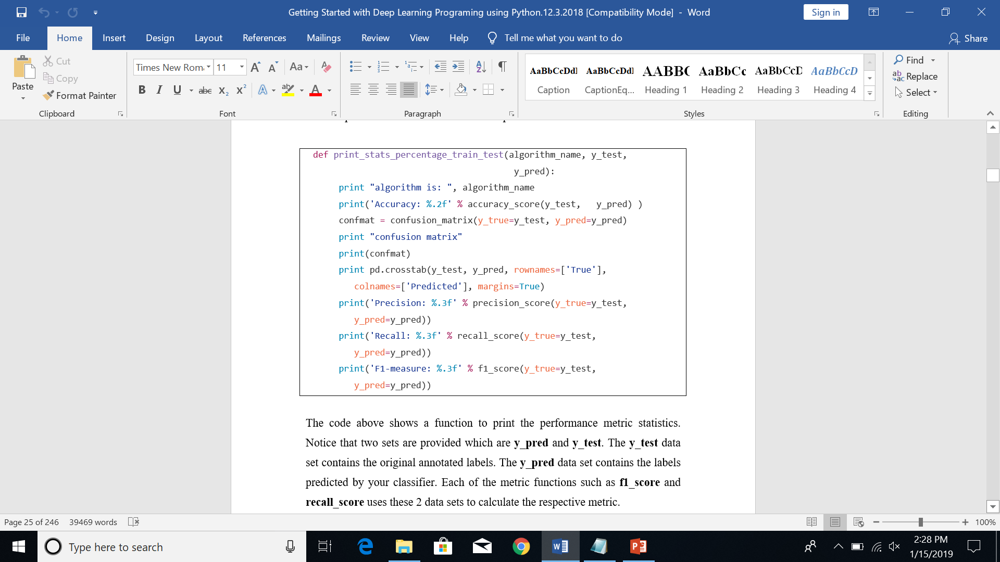 Getting Started with Deep Learning Programing using Python.12.3.2018 [Compatibility Mode] - Word
Sign in
File Home Insert Design Layout References Mailings Review View Help Tell me what you want to do Share
Paste
Cut
Copy
Format Painter
Clipboard
Times New Rom
11
Aa
B I U abc X₂ X²
A
Font
Paragraph
AaBbCcDdI
Caption
AaBbCcDdI
CaptionEq...
AABBC
Heading 1
AaBbCc
Heading 2
AaBbCcD
Heading 3
AaBbCcD
Heading 4
Styles
Find
Replace
Select
Editing
def print_stats_percentage_train_test(algorithm_name, y_test,
y_pred):
print "algorithm is: ", algorithm_name
print('Accuracy: %.2f' % accuracy_score(y_test,   y_pred) )
confmat = confusion_matrix(y_true=y_test, y_pred=y_pred)
print "confusion matrix"
print(confmat)
print pd.crosstab(y_test, y_pred, rownames=['True'],
colnames=['Predicted'], margins=True)
print('Precision: %.3f' % precision_score(y_true=y_test,
y_pred=y_pred))
print('Recall: %.3f' % recall_score(y_true=y_test,
y_pred=y_pred))
print('F1-measure: %.3f' % f1_score(y_true=y_test,
y_pred=y_pred))
The code above shows a function to print the performance metric statistics.
Notice that two sets are provided which are y_pred and y_test. The y_test data
set contains the original annotated labels. The y_pred data set contains the labels
predicted by your classifier. Each of the metric functions such as f1_score and
recall_score uses these 2 data sets to calculate the respective metric.
Page 25 of 246 39469 words
100%
Type here to search
2:28 PM
1/15/2019